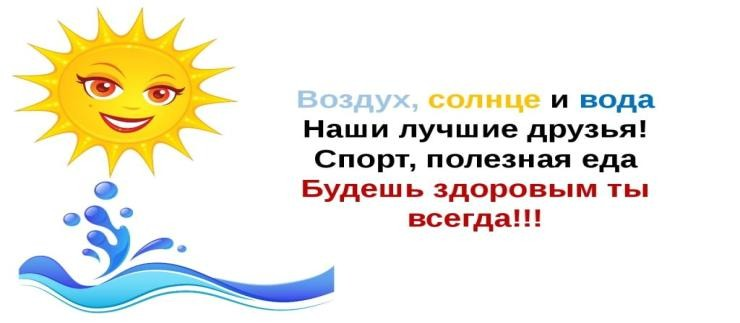 Воздух, солнце и вода
Наши лучшие друзья!
Спорт, полезная еда
Будешь здоровым ты
всегда!!!